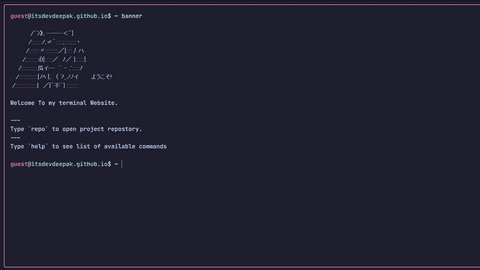 guest@itsdevdeepak.github.io$ ~ banner
ようこそ!
Welcome To my terminal Website.
---
Type `repo` to open project repostory.
---
Type `help` to see list of available commands
guest@itsdevdeepak.github.io$ ~